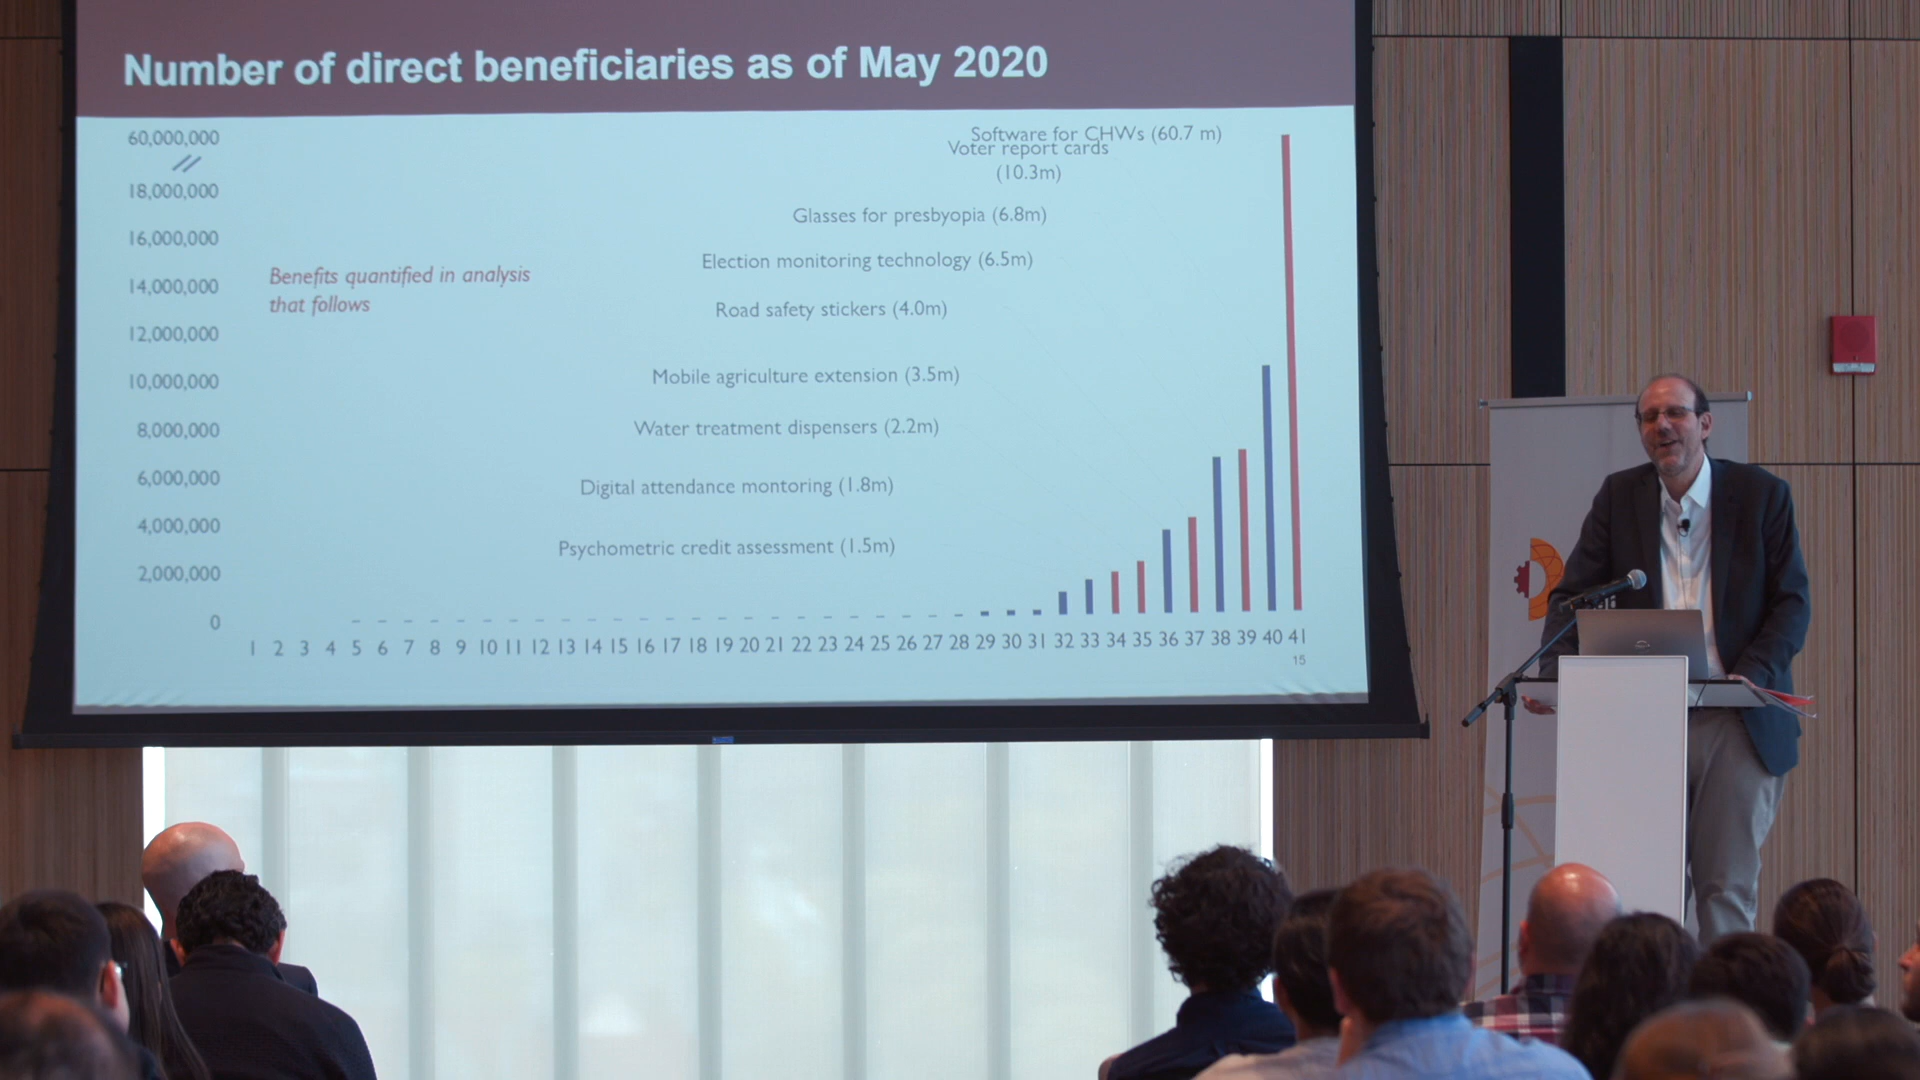 Number of direct beneficiaries as of May 2020
60,000,000
Software for CHWs (60.7 m)
Voter report cards
(10.3m)
18,000,000
Glasses for presbyopia (6.8m)
16,000,000
Election monitoring technology (6.5m)
Benefits quantified in analysis
that follows
14,000,000
Road safety stickers (4.0m)
12,000,000
10,000,000
Mobile agriculture extension (3.5m)
8,000,000
Water treatment dispensers (2.2m)
6,000,000
Digital attendance montoring (1.8m)
4,000,000
Psychometric credit assessment (1.5m)
2,000,000
0
1 2 3 4 5 6 7 8 9 10 11 12 13 14 15 16 17 18 19 20 21 22 23 24 25 26 27 28 29 30 31 32 33 34 35 36 37 38 39 40 41
15